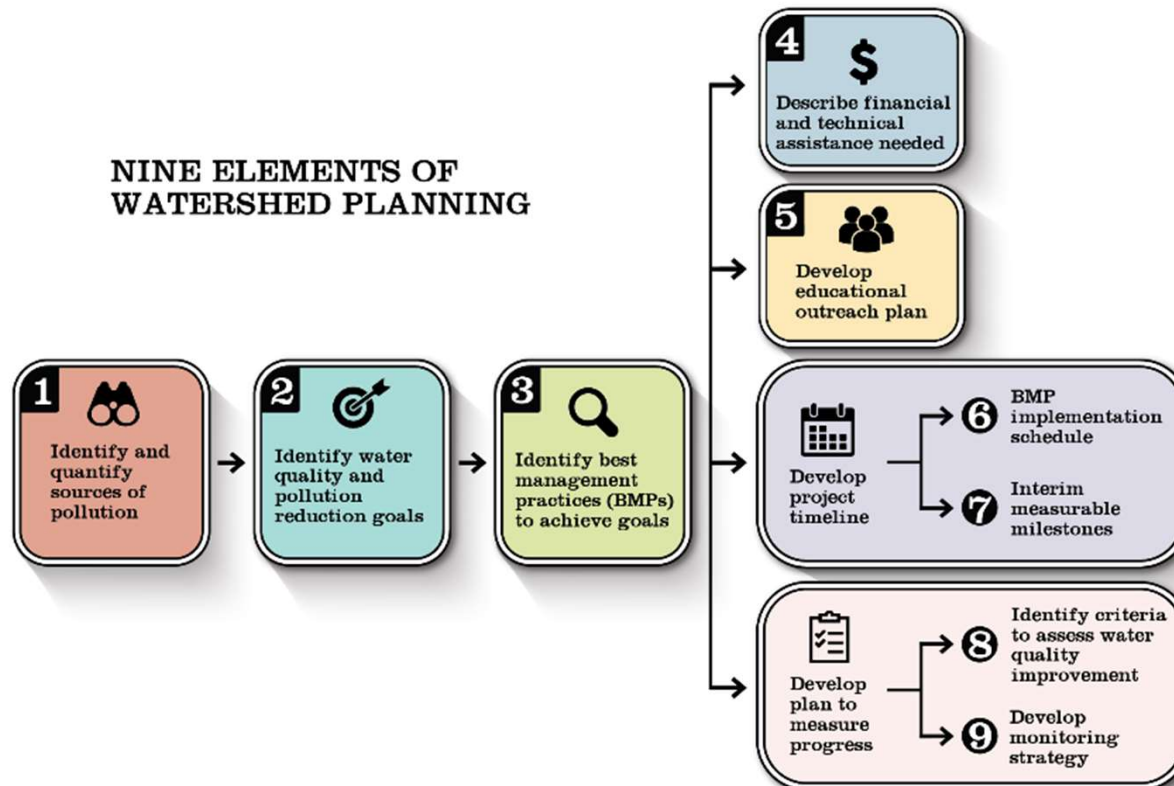 NINE ELEMENTS OF
WATERSHED PLANNING
1
Identify and
quantify
sources of
pollution
2
Identify water
quality and
pollution
reduction goals
3
Identify best
management
practices (BMPs)
to achieve goals
4
$
Describe financial
and technical
assistance needed
5
Develop
educational
outreach plan
Develop
project
timeline
6
BMP
implementation
schedule
7
Interim
measurable
milestones
Develop
plan to
measure
progress
8
Identify criteria
to assess water
quality
improvement
9
Develop
monitoring
strategy